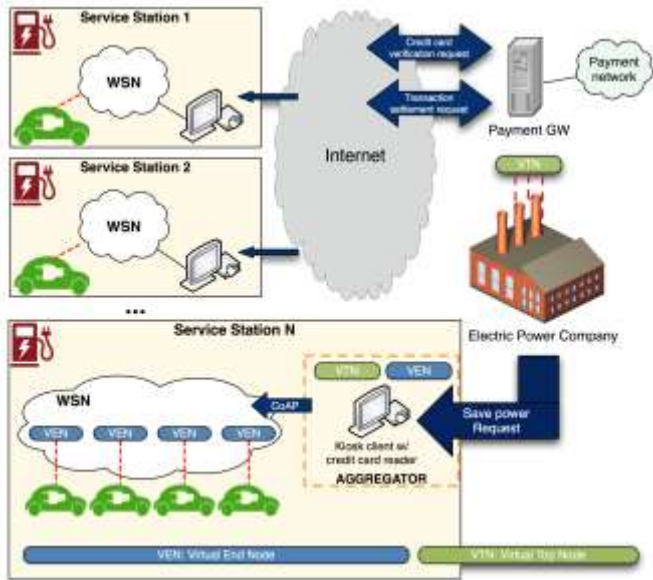 Service Station 1
WSN
Credit card
verification request
Transaction
settlement request
Payment GW
Payment
network
Internet
Service Station 2
WSN
VTN
Electric Power Company
...
Service Station N
WSN
VEN
VEN
VEN
VEN
CoAP
VTN
VEN
Kiosk client w/
credit card reader
AGGREGATOR
Save power
Request
VEN: Virtual End Node
VTN: Virtual Top Node